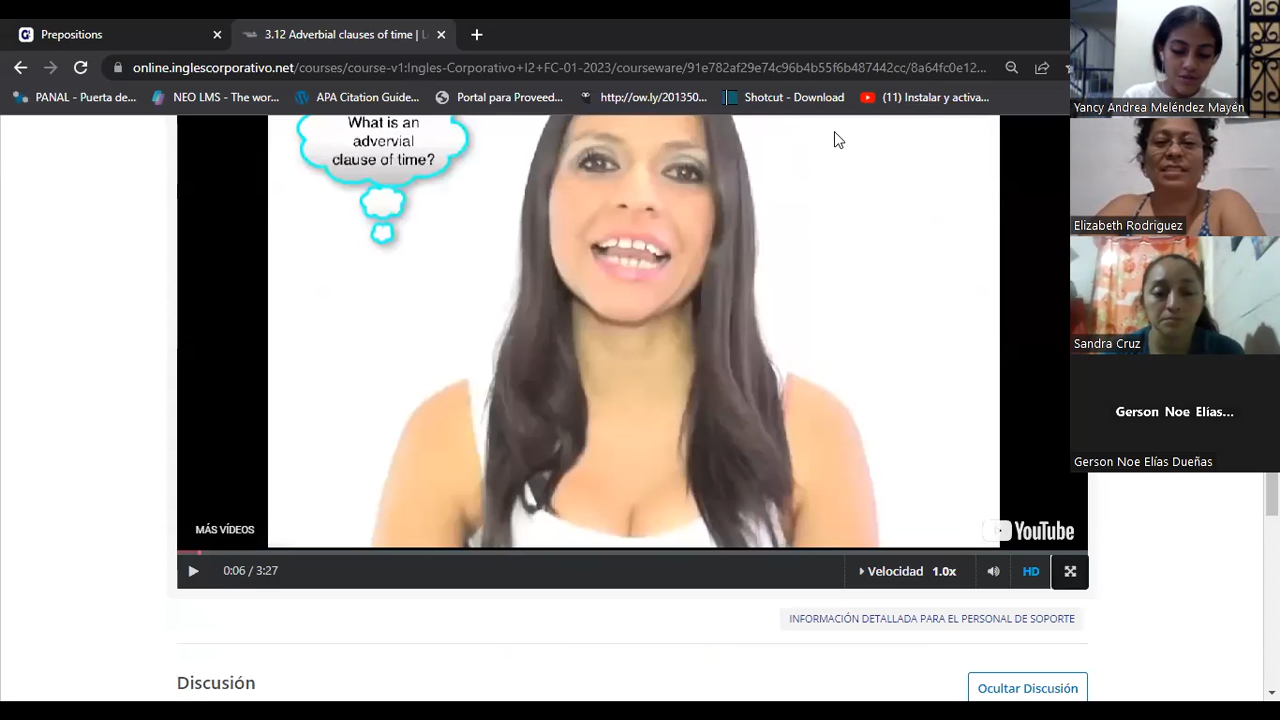 Prepositions
3.12 Adverbial clauses of time | L
online.inglescorporativo.net/courses/course-v1:Ingles-Corporativo+I2+FC-01-2023/courseware/91e782af29e74c96b4b55f6b487442cc/8a64fc0e12...
PANAL - Puerta de...
NEO LMS - The wor...
APA Citation Guide...
Portal para Proveed...
http://ow.ly/201350...
Shotcut - Download
(11) Instalar y activa...
What is an
advervial
clause of time?
MÁS VÍDEOS
YouTube
0:06 / 3:27
Velocidad 1.0x
HD
INFORMACIÓN DETALLADA PARA EL PERSONAL DE SOPORTE
Discusión
Ocultar Discusión
Yancy Andrea Meléndez Mayén
Elizabeth Rodriguez
Sandra Cruz
Gerson Noe Elías...
Gerson Noe Elías Dueñas